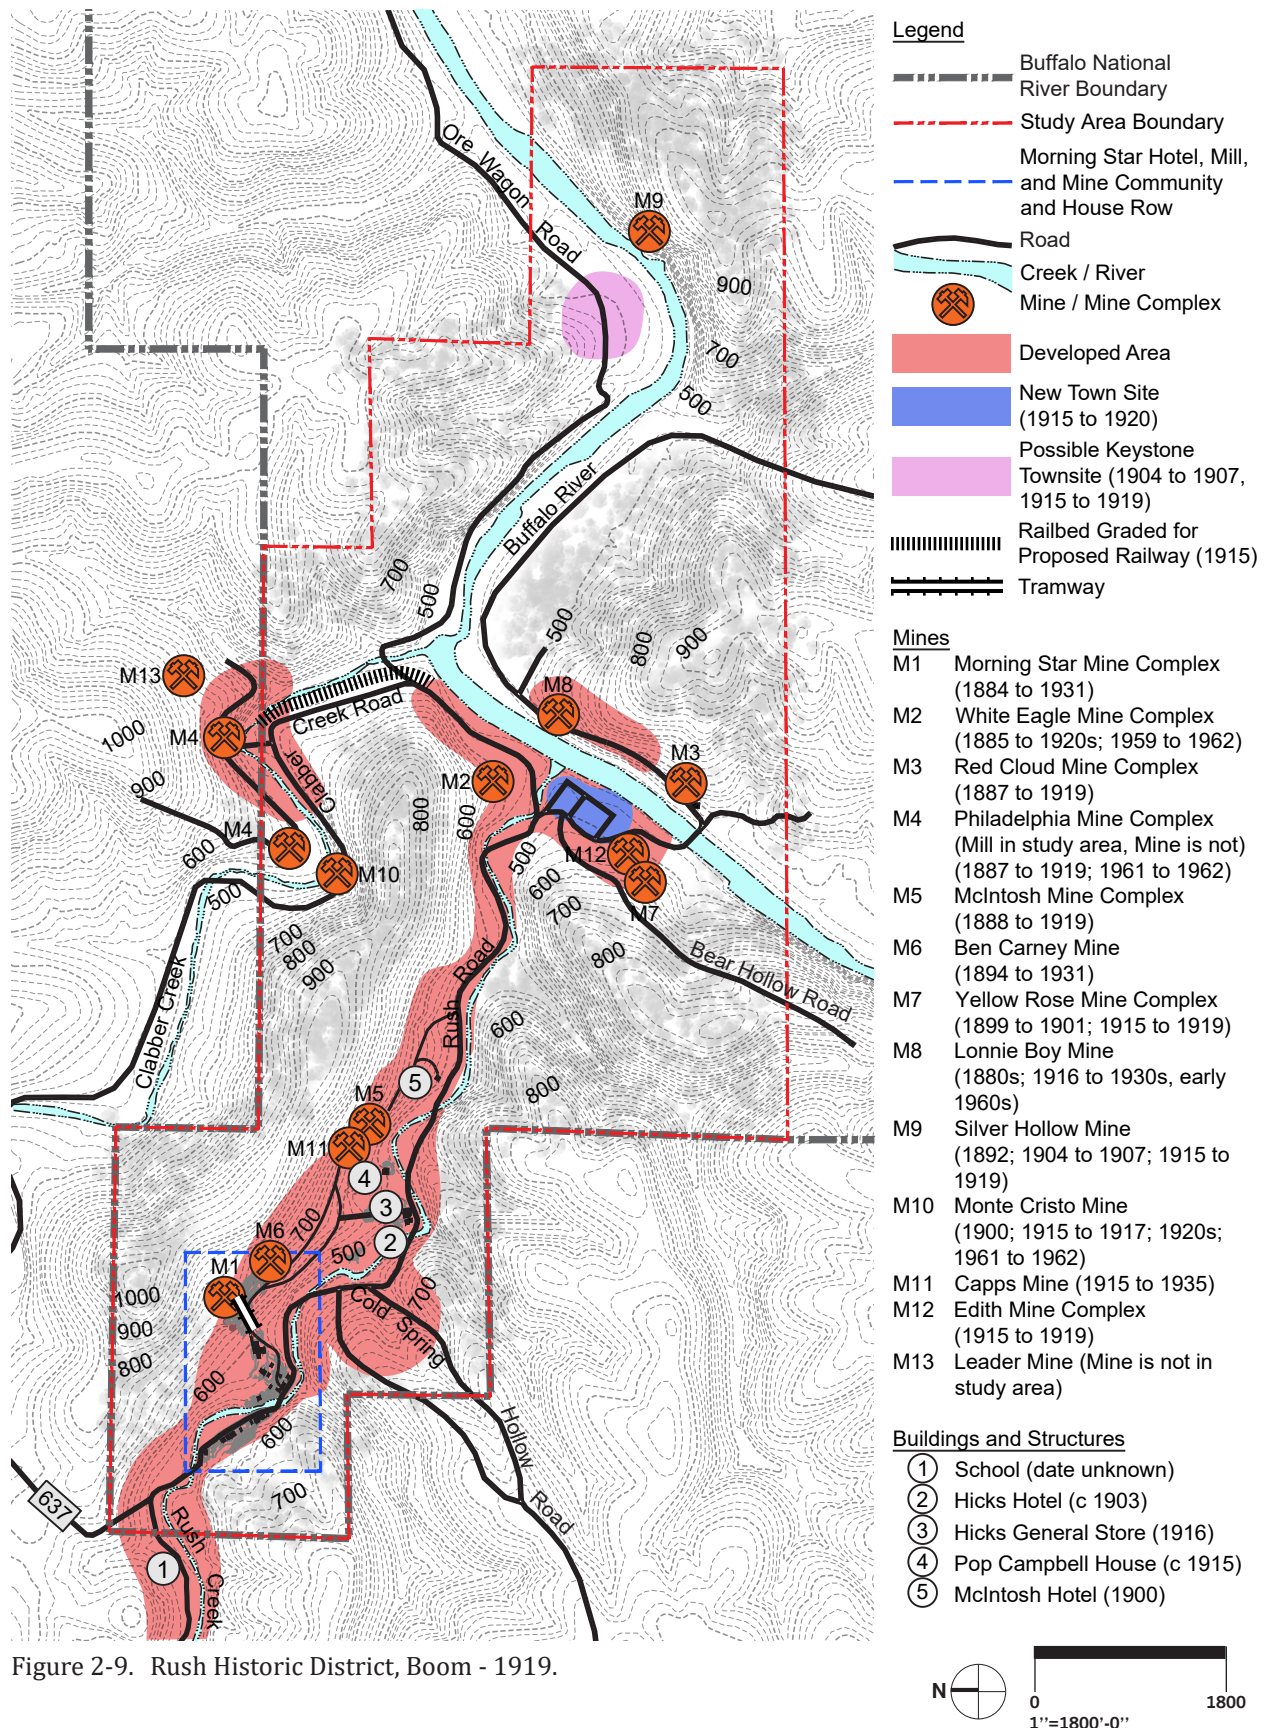 Ore Wagon Road
M9
900
700
500
Buffalo River
700
500
500
800
900
M13
1000
M4
Creek Road
Clabber
M8
M3
M2
900
M4
600
500
M10
800
600
500
M12
600
700
M7
800
Bear Hollow Road
700
800
900
Clabber Creek
Rush Road
600
800
5
M5
M11
4
3
2
700
500
M6
M1
1000
900
800
600
600
700
700
Cold Spring Hollow Road
637
Rush Creek
1
Legend
Buffalo National
River Boundary
Study Area Boundary
Morning Star Hotel, Mill,
and Mine Community
and House Row
Road
Creek / River
Mine / Mine Complex
Developed Area
New Town Site
(1915 to 1920)
Possible Keystone
Townsite (1904 to 1907,
1915 to 1919)
Railbed Graded for
Proposed Railway (1915)
Tramway
Mines
M1 Morning Star Mine Complex
(1884 to 1931)
M2 White Eagle Mine Complex
(1885 to 1920s; 1959 to 1962)
M3 Red Cloud Mine Complex
(1887 to 1919)
M4 Philadelphia Mine Complex
(Mill in study area, Mine is not)
(1887 to 1919; 1961 to 1962)
M5 McIntosh Mine Complex
(1888 to 1919)
M6 Ben Carney Mine
(1894 to 1931)
M7 Yellow Rose Mine Complex
(1899 to 1901; 1915 to 1919)
M8 Lonnie Boy Mine
(1880s; 1916 to 1930s, early
1960s)
M9 Silver Hollow Mine
(1892; 1904 to 1907; 1915 to
1919)
M10 Monte Cristo Mine
(1900; 1915 to 1917; 1920s;
1961 to 1962)
M11 Capps Mine (1915 to 1935)
M12 Edith Mine Complex
(1915 to 1919)
M13 Leader Mine (Mine is not in
study area)
Buildings and Structures
1 School (date unknown)
2 Hicks Hotel (c 1903)
3 Hicks General Store (1916)
4 Pop Campbell House (c 1915)
5 McIntosh Hotel (1900)
Figure 2-9. Rush Historic District, Boom - 1919.
N
0 1800
1''=1800'-0''